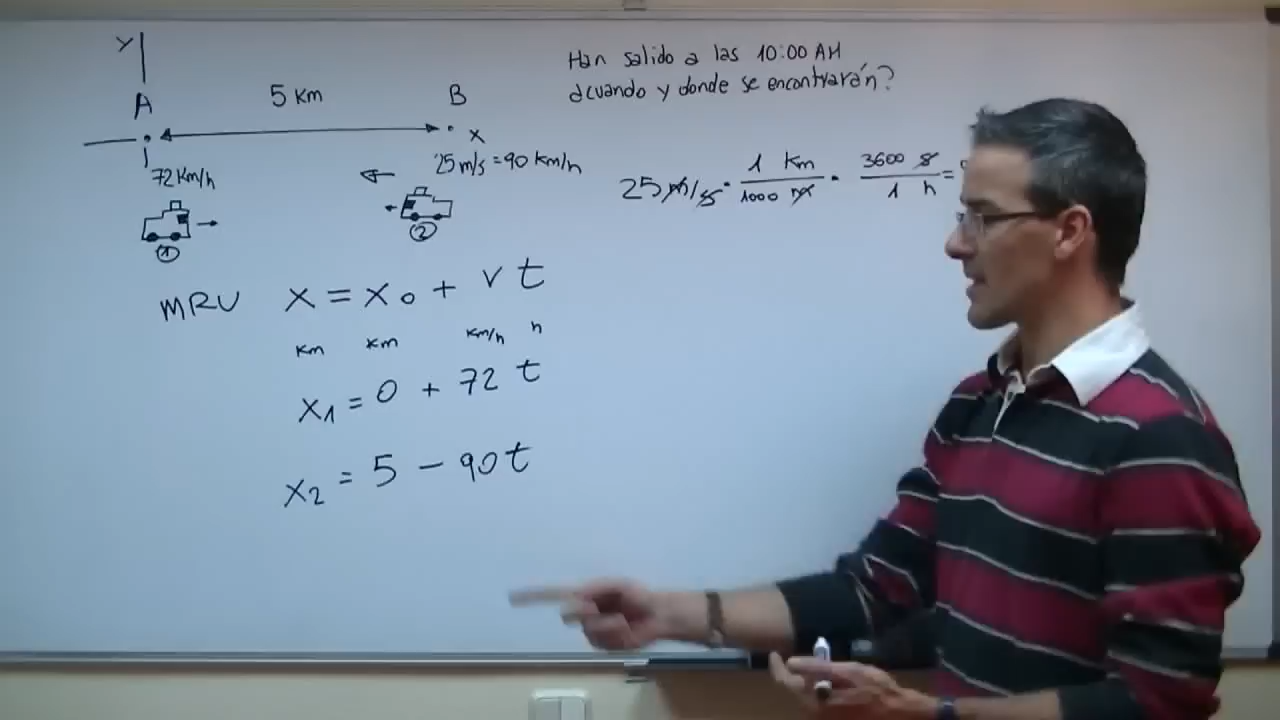 Y
A 5 Km B
x
72 Km/h
25 m/s = 90 Km/h
① ②
Han salido a las 10:00 AM
¿cuando y donde se encontrarán?
25 m/s · 1 Km / 1000 m · 3600 s / 1 h =
MRU x = x₀ + v t
Km Km Km/h h
x₁ = 0 + 72 t
x₂ = 5 - 90 t